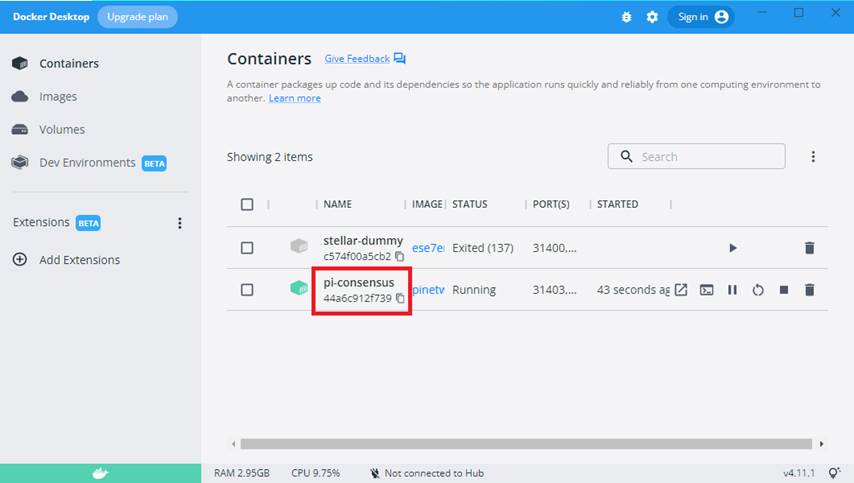 Docker Desktop Upgrade plan Sign in
Containers
Images
Volumes
Dev Environments BETA
Extensions BETA
Add Extensions
Containers Give Feedback
A container packages up code and its dependencies so the application runs quickly and reliably from one computing environment to
another. Learn more
Showing 2 items
Search
NAME IMAGE STATUS PORT(S) STARTED
stellar-dummy
c574f00a5cb2
ese7e Exited (137) 31400,...
pi-consensus
44a6c912f739
pinetw Running 31403,... 43 seconds ag
RAM 2.95GB CPU 9.75% Not connected to Hub v4.11.1